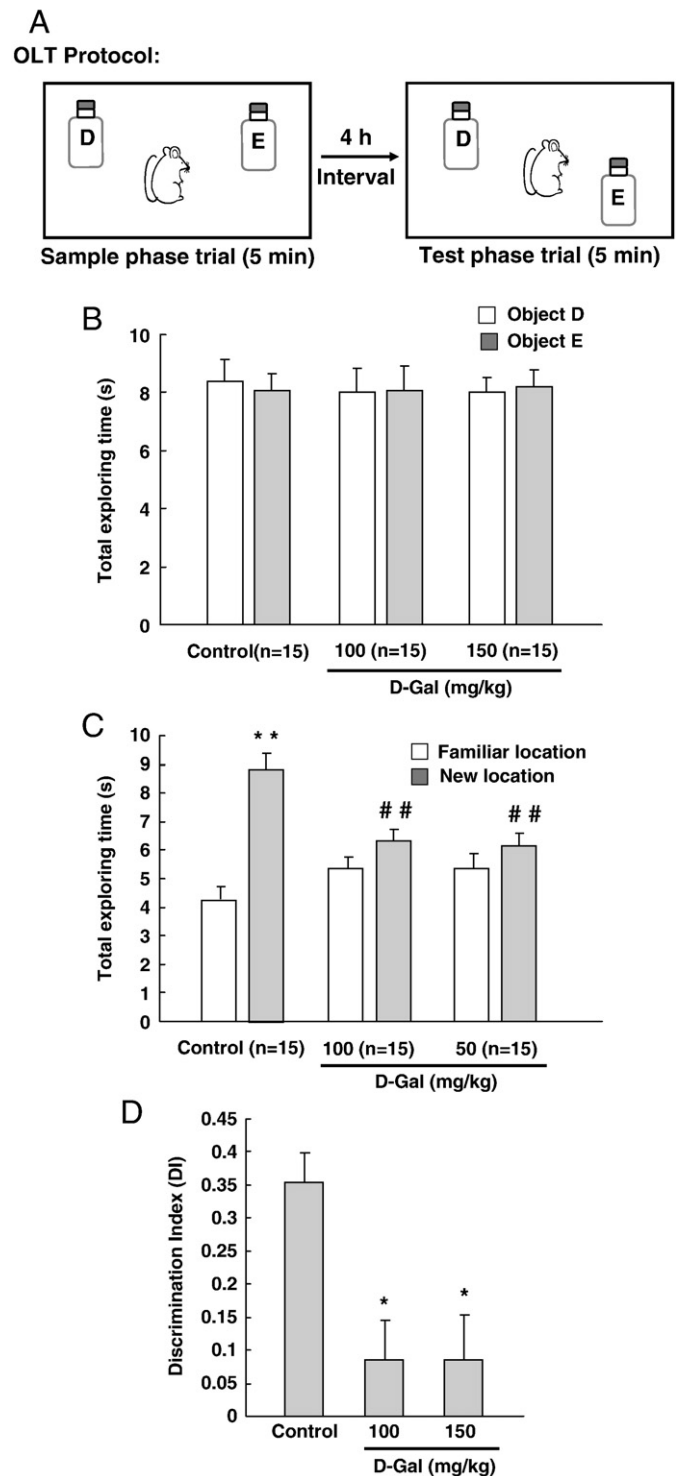 A
OLT Protocol:
D
E
4 h
Interval
D
E
Sample phase trial (5 min)
Test phase trial (5 min)
B
Object D
Object E
Total exploring time (s)
10
8
6
4
2
0
Control(n=15)
100 (n=15)
150 (n=15)
D-Gal (mg/kg)
C
Familiar location
New location
Total exploring time (s)
10
9
8
7
6
5
4
3
2
1
0
* *
# #
# #
Control (n=15)
100 (n=15)
50 (n=15)
D-Gal (mg/kg)
D
Discrimination Index (DI)
0.45
0.4
0.35
0.3
0.25
0.2
0.15
0.1
0.05
0
*
*
Control
100
150
D-Gal (mg/kg)